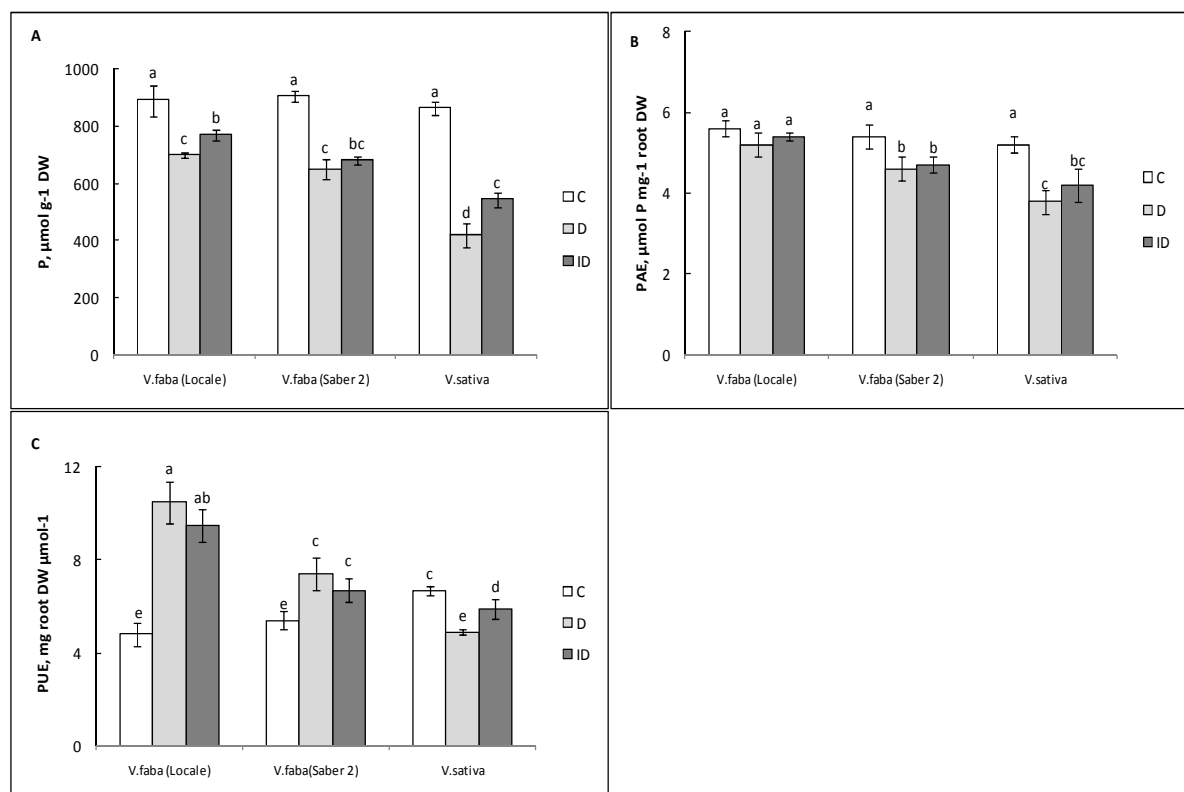 A
P, µmol g-1 DW
1000
800
600
400
200
0
a
c
b
a
c
bc
a
d
c
V.faba (Locale)
V.faba (Saber 2)
V.sativa
C
D
ID
B
PAE, µmol P mg-1 root DW
8
6
4
2
0
a
a
a
a
b
b
a
c
bc
V.faba (Locale)
V.faba (Saber 2)
V.sativa
C
D
ID
C
PUE, mg root DW µmol-1
12
8
4
0
e
a
ab
e
c
c
c
e
d
V.faba (Locale)
V.faba(Saber 2)
V.sativa
C
D
ID